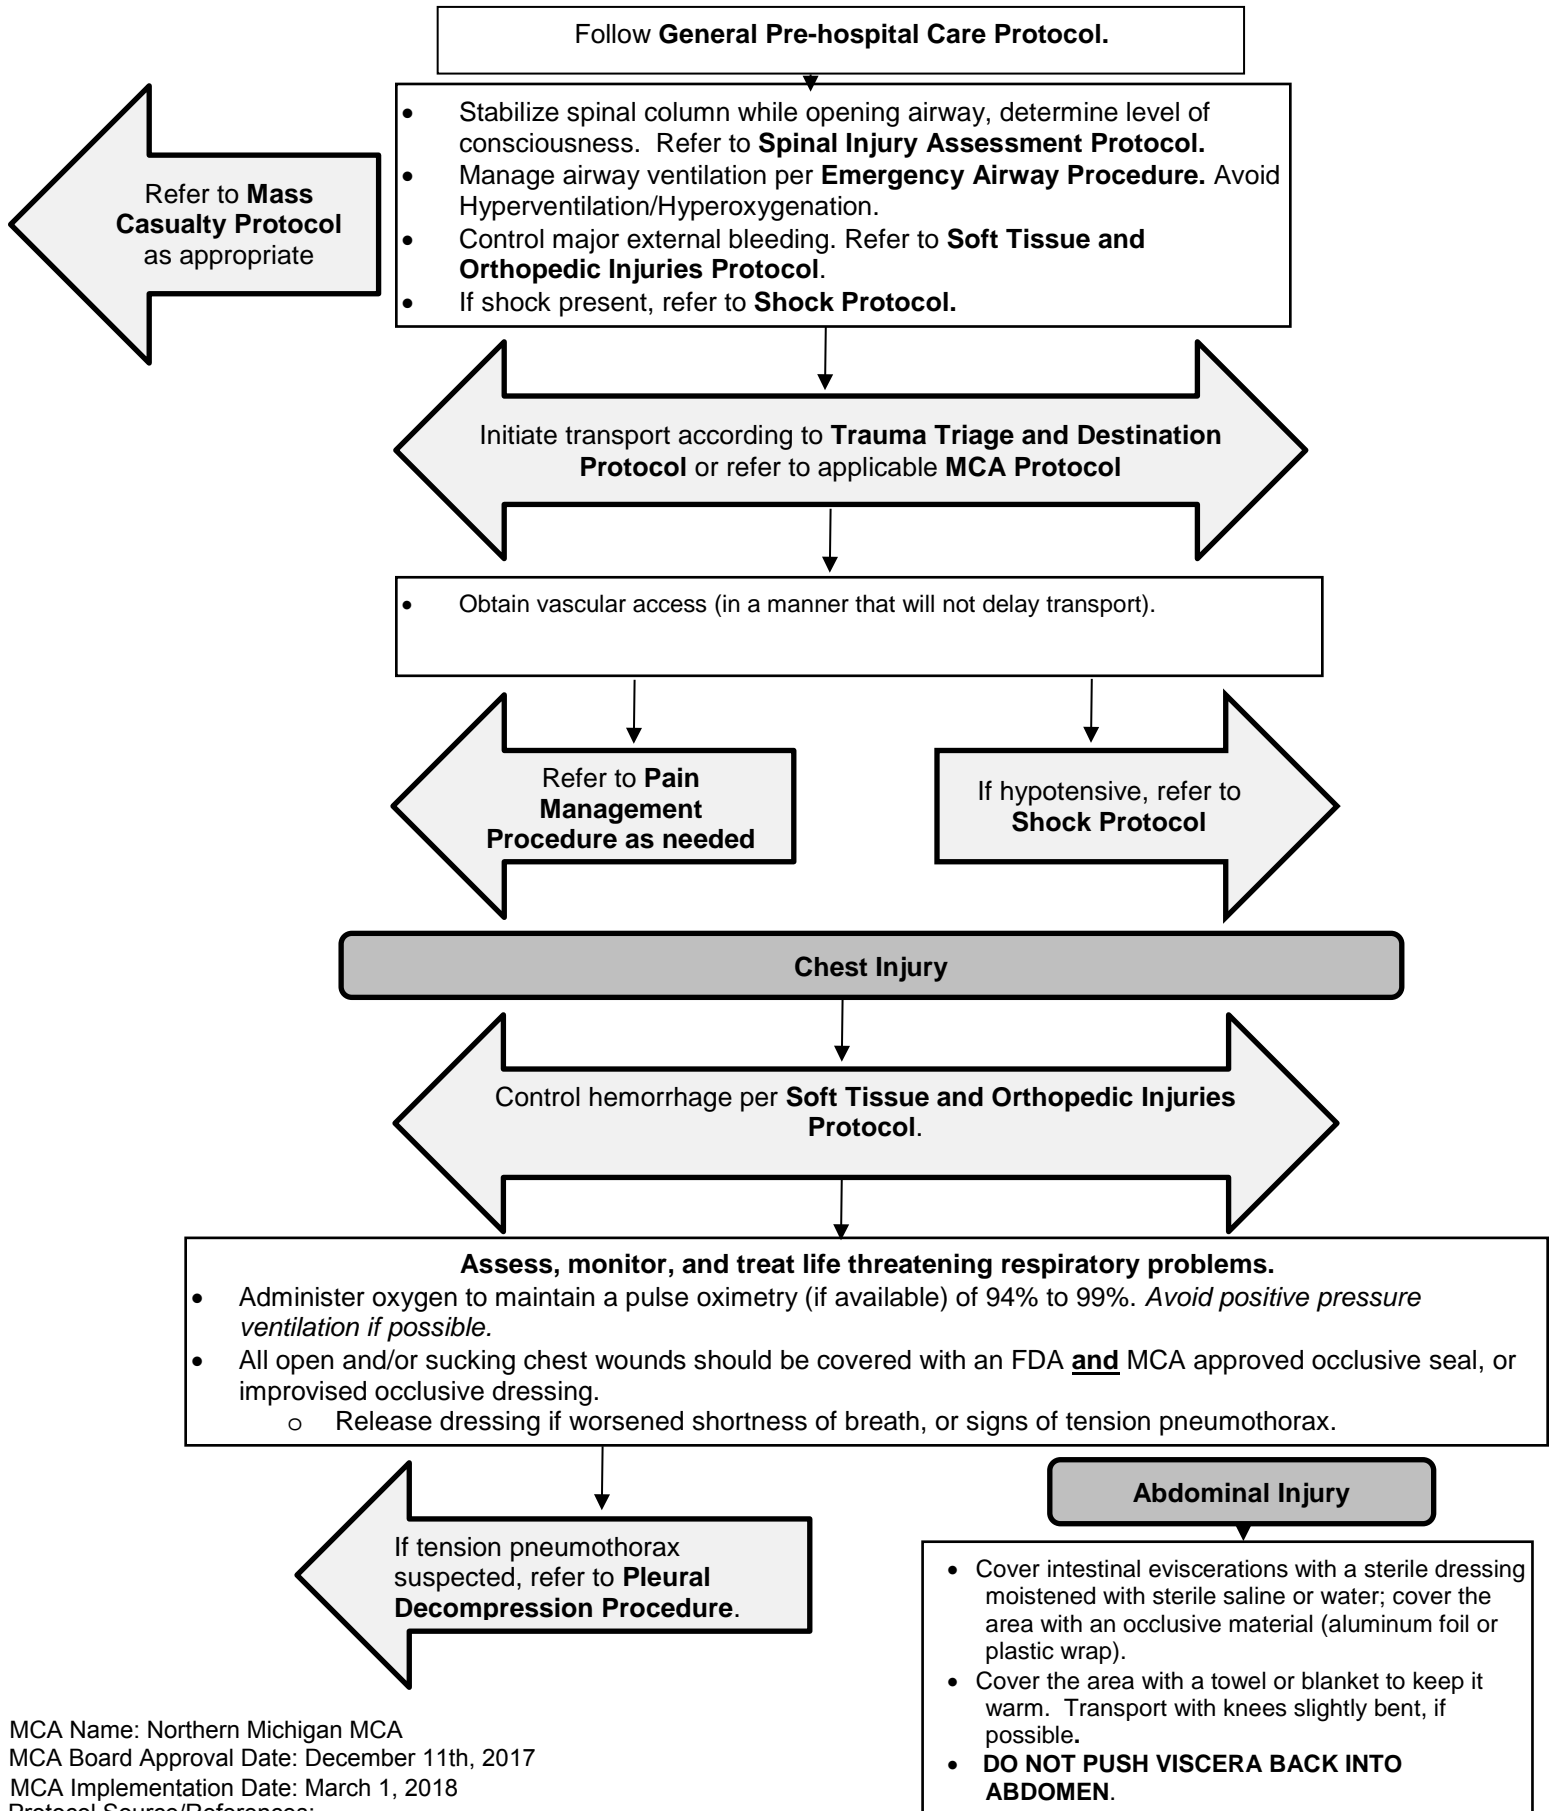 Follow General Pre-hospital Care Protocol.
• Stabilize spinal column while opening airway, determine level of
consciousness.  Refer to Spinal Injury Assessment Protocol.
• Manage airway ventilation per Emergency Airway Procedure. Avoid
Hyperventilation/Hyperoxygenation.
• Control major external bleeding. Refer to Soft Tissue and
Orthopedic Injuries Protocol.
• If shock present, refer to Shock Protocol.
Refer to Mass
Casualty Protocol
as appropriate
Initiate transport according to Trauma Triage and Destination
Protocol or refer to applicable MCA Protocol
• Obtain vascular access (in a manner that will not delay transport).
Refer to Pain
Management
Procedure as needed
If hypotensive, refer to
Shock Protocol
Chest Injury
Control hemorrhage per Soft Tissue and Orthopedic Injuries
Protocol.
Assess, monitor, and treat life threatening respiratory problems.
• Administer oxygen to maintain a pulse oximetry (if available) of 94% to 99%. Avoid positive pressure
ventilation if possible.
• All open and/or sucking chest wounds should be covered with an FDA and MCA approved occlusive seal, or
improvised occlusive dressing.
o Release dressing if worsened shortness of breath, or signs of tension pneumothorax.
If tension pneumothorax
suspected, refer to Pleural
Decompression Procedure.
Abdominal Injury
• Cover intestinal eviscerations with a sterile dressing
moistened with sterile saline or water; cover the
area with an occlusive material (aluminum foil or
plastic wrap).
• Cover the area with a towel or blanket to keep it
warm.  Transport with knees slightly bent, if
possible.
• DO NOT PUSH VISCERA BACK INTO
ABDOMEN.
MCA Name: Northern Michigan MCA
MCA Board Approval Date: December 11th, 2017
MCA Implementation Date: March 1, 2018
Protocol Source/References: